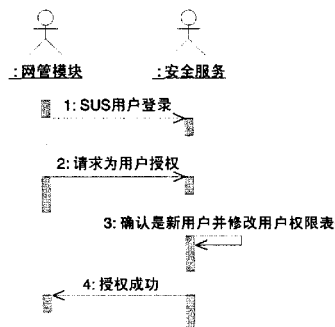 :网管模块
:安全服务
1: SUS用户登录
2: 请求为用户授权
3: 确认是新用户并修改用户权限表
4: 授权成功